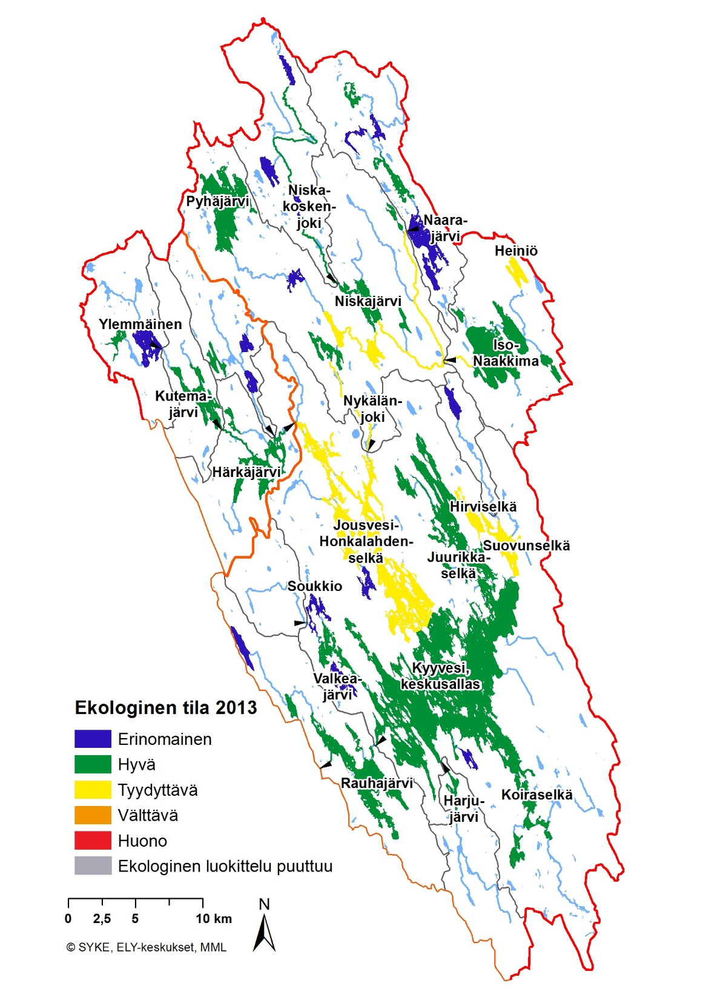 Pyhäjärvi
Niska-
kosken-
joki
Naara-
järvi
Heiniö
Niskajärvi
Ylemmäinen
Iso-
Naakkima
Kutema-
järvi
Nykälän-
joki
Härkäjärvi
Hirviselkä
Jousvesi-
Honkalahden-
selkä
Suovunselkä
Juurikka-
selkä
Soukkio
Kyyvesi,
keskusallas
Valkea-
järvi
Rauhajärvi
Harju-
järvi
Koiraselkä
Ekologinen tila 2013
Erinomainen
Hyvä
Tyydyttävä
Välttävä
Huono
Ekologinen luokittelu puuttuu
0 2,5 5 10 km
N
© SYKE, ELY-keskukset, MML